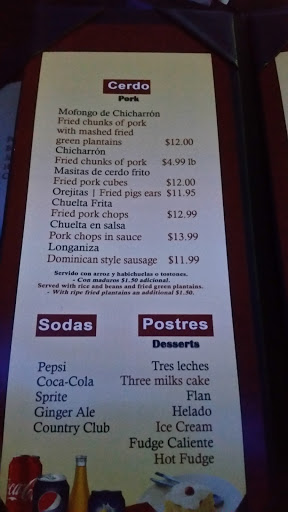 Cerdo
Pork
Mofongo de Chicharrón
Fried chunks of pork
with mashed fried
green plantains $12.00
Chicharrón
Fried chunks of pork $4.99 lb
Masitas de cerdo frito
Fried pork cubes $12.00
Orejitas | Fried pigs ears $11.95
Chuelta Frita
Fried pork chops $12.99
Chuelta en salsa
Pork chops in sauce $13.99
Longaniza
Dominican style sausage $11.99
Servido con arroz y habichuelas o tostones.
- Con maduros $1.50 adicional.
Served with rice and beans and fried green plantains.
- With ripe fried plantains an additional $1.50.
Sodas
Pepsi
Coca-Cola
Sprite
Ginger Ale
Country Club
Postres
Desserts
Tres leches
Three milks cake
Flan
Helado
Ice Cream
Fudge Caliente
Hot Fudge